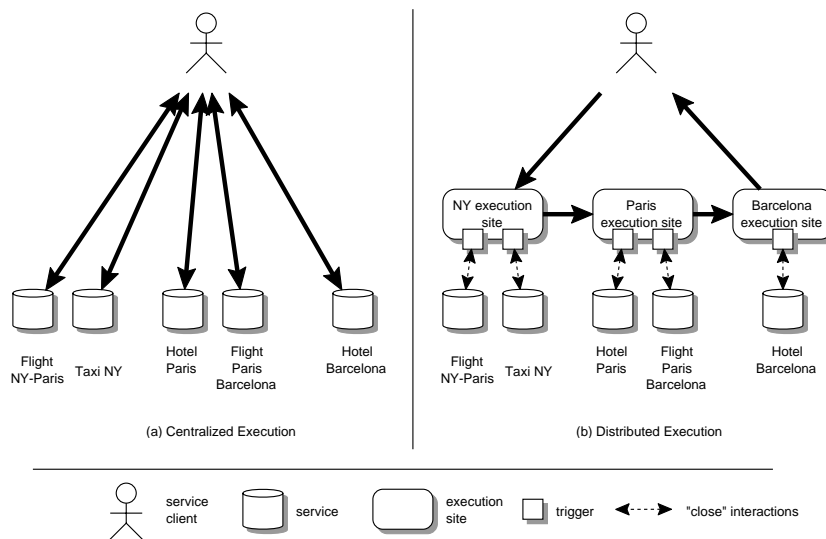 Flight
NY-Paris
Taxi NY
Hotel
Paris
Flight
Paris
Barcelona
Hotel
Barcelona
(a) Centralized Execution
NY execution
site
Paris
execution site
Barcelona
execution site
Flight
NY-Paris
Taxi NY
Hotel
Paris
Flight
Paris
Barcelona
Hotel
Barcelona
(b) Distributed Execution
service
client
service
execution
site
trigger
"close" interactions